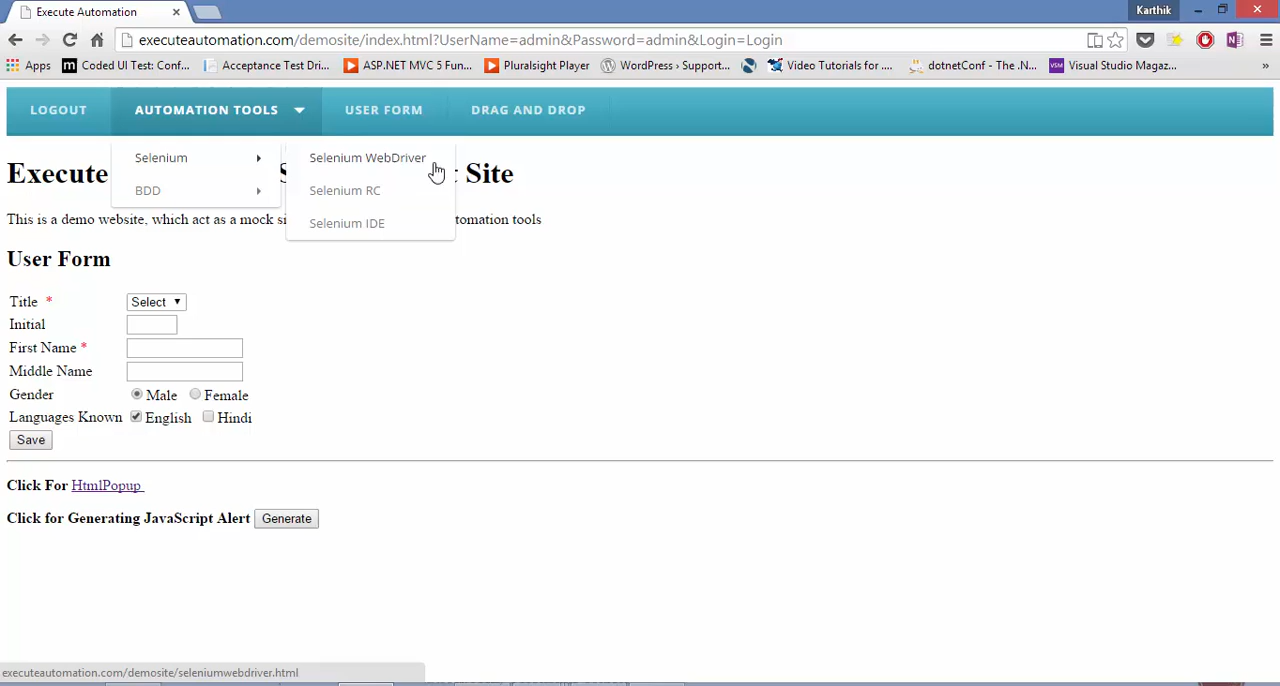 Execute Automation
Karthik
executeautomation.com/demosite/index.html?UserName=admin&Password=admin&Login=Login
Apps m Coded UI Test: Conf... Acceptance Test Dri... ASP.NET MVC 5 Fun... Pluralsight Player WordPress › Support... Video Tutorials for .... dotnetConf - The .N... VSM Visual Studio Magaz... »
LOGOUT AUTOMATION TOOLS USER FORM DRAG AND DROP
Selenium Selenium WebDriver
Execute S t Site
BDD Selenium RC
This is a demo website, which act as a mock si tomation tools
Selenium IDE
User Form
Title * Select
Initial
First Name *
Middle Name
Gender Male Female
Languages Known English Hindi
Save
Click For HtmlPopup
Click for Generating JavaScript Alert Generate
executeautomation.com/demosite/seleniumwebdriver.html